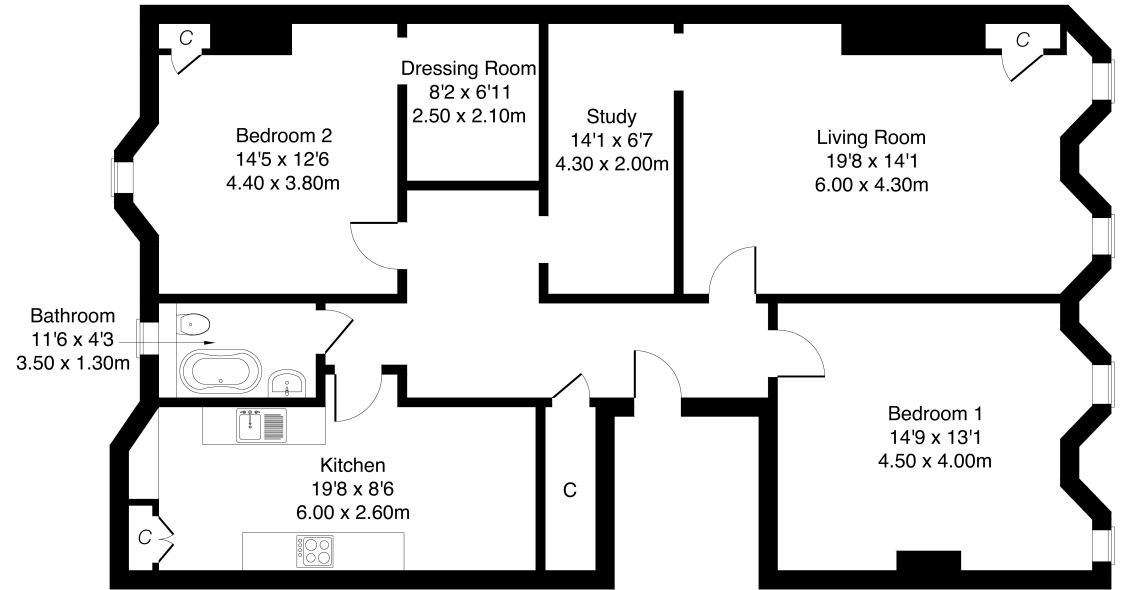 C
C
Dressing Room
8'2 x 6'11
2.50 x 2.10m
Study
14'1 x 6'7
4.30 x 2.00m
Bedroom 2
14'5 x 12'6
4.40 x 3.80m
Living Room
19'8 x 14'1
6.00 x 4.30m
Bathroom
11'6 x 4'3
3.50 x 1.30m
Bedroom 1
14'9 x 13'1
4.50 x 4.00m
Kitchen
19'8 x 8'6
6.00 x 2.60m
C
C